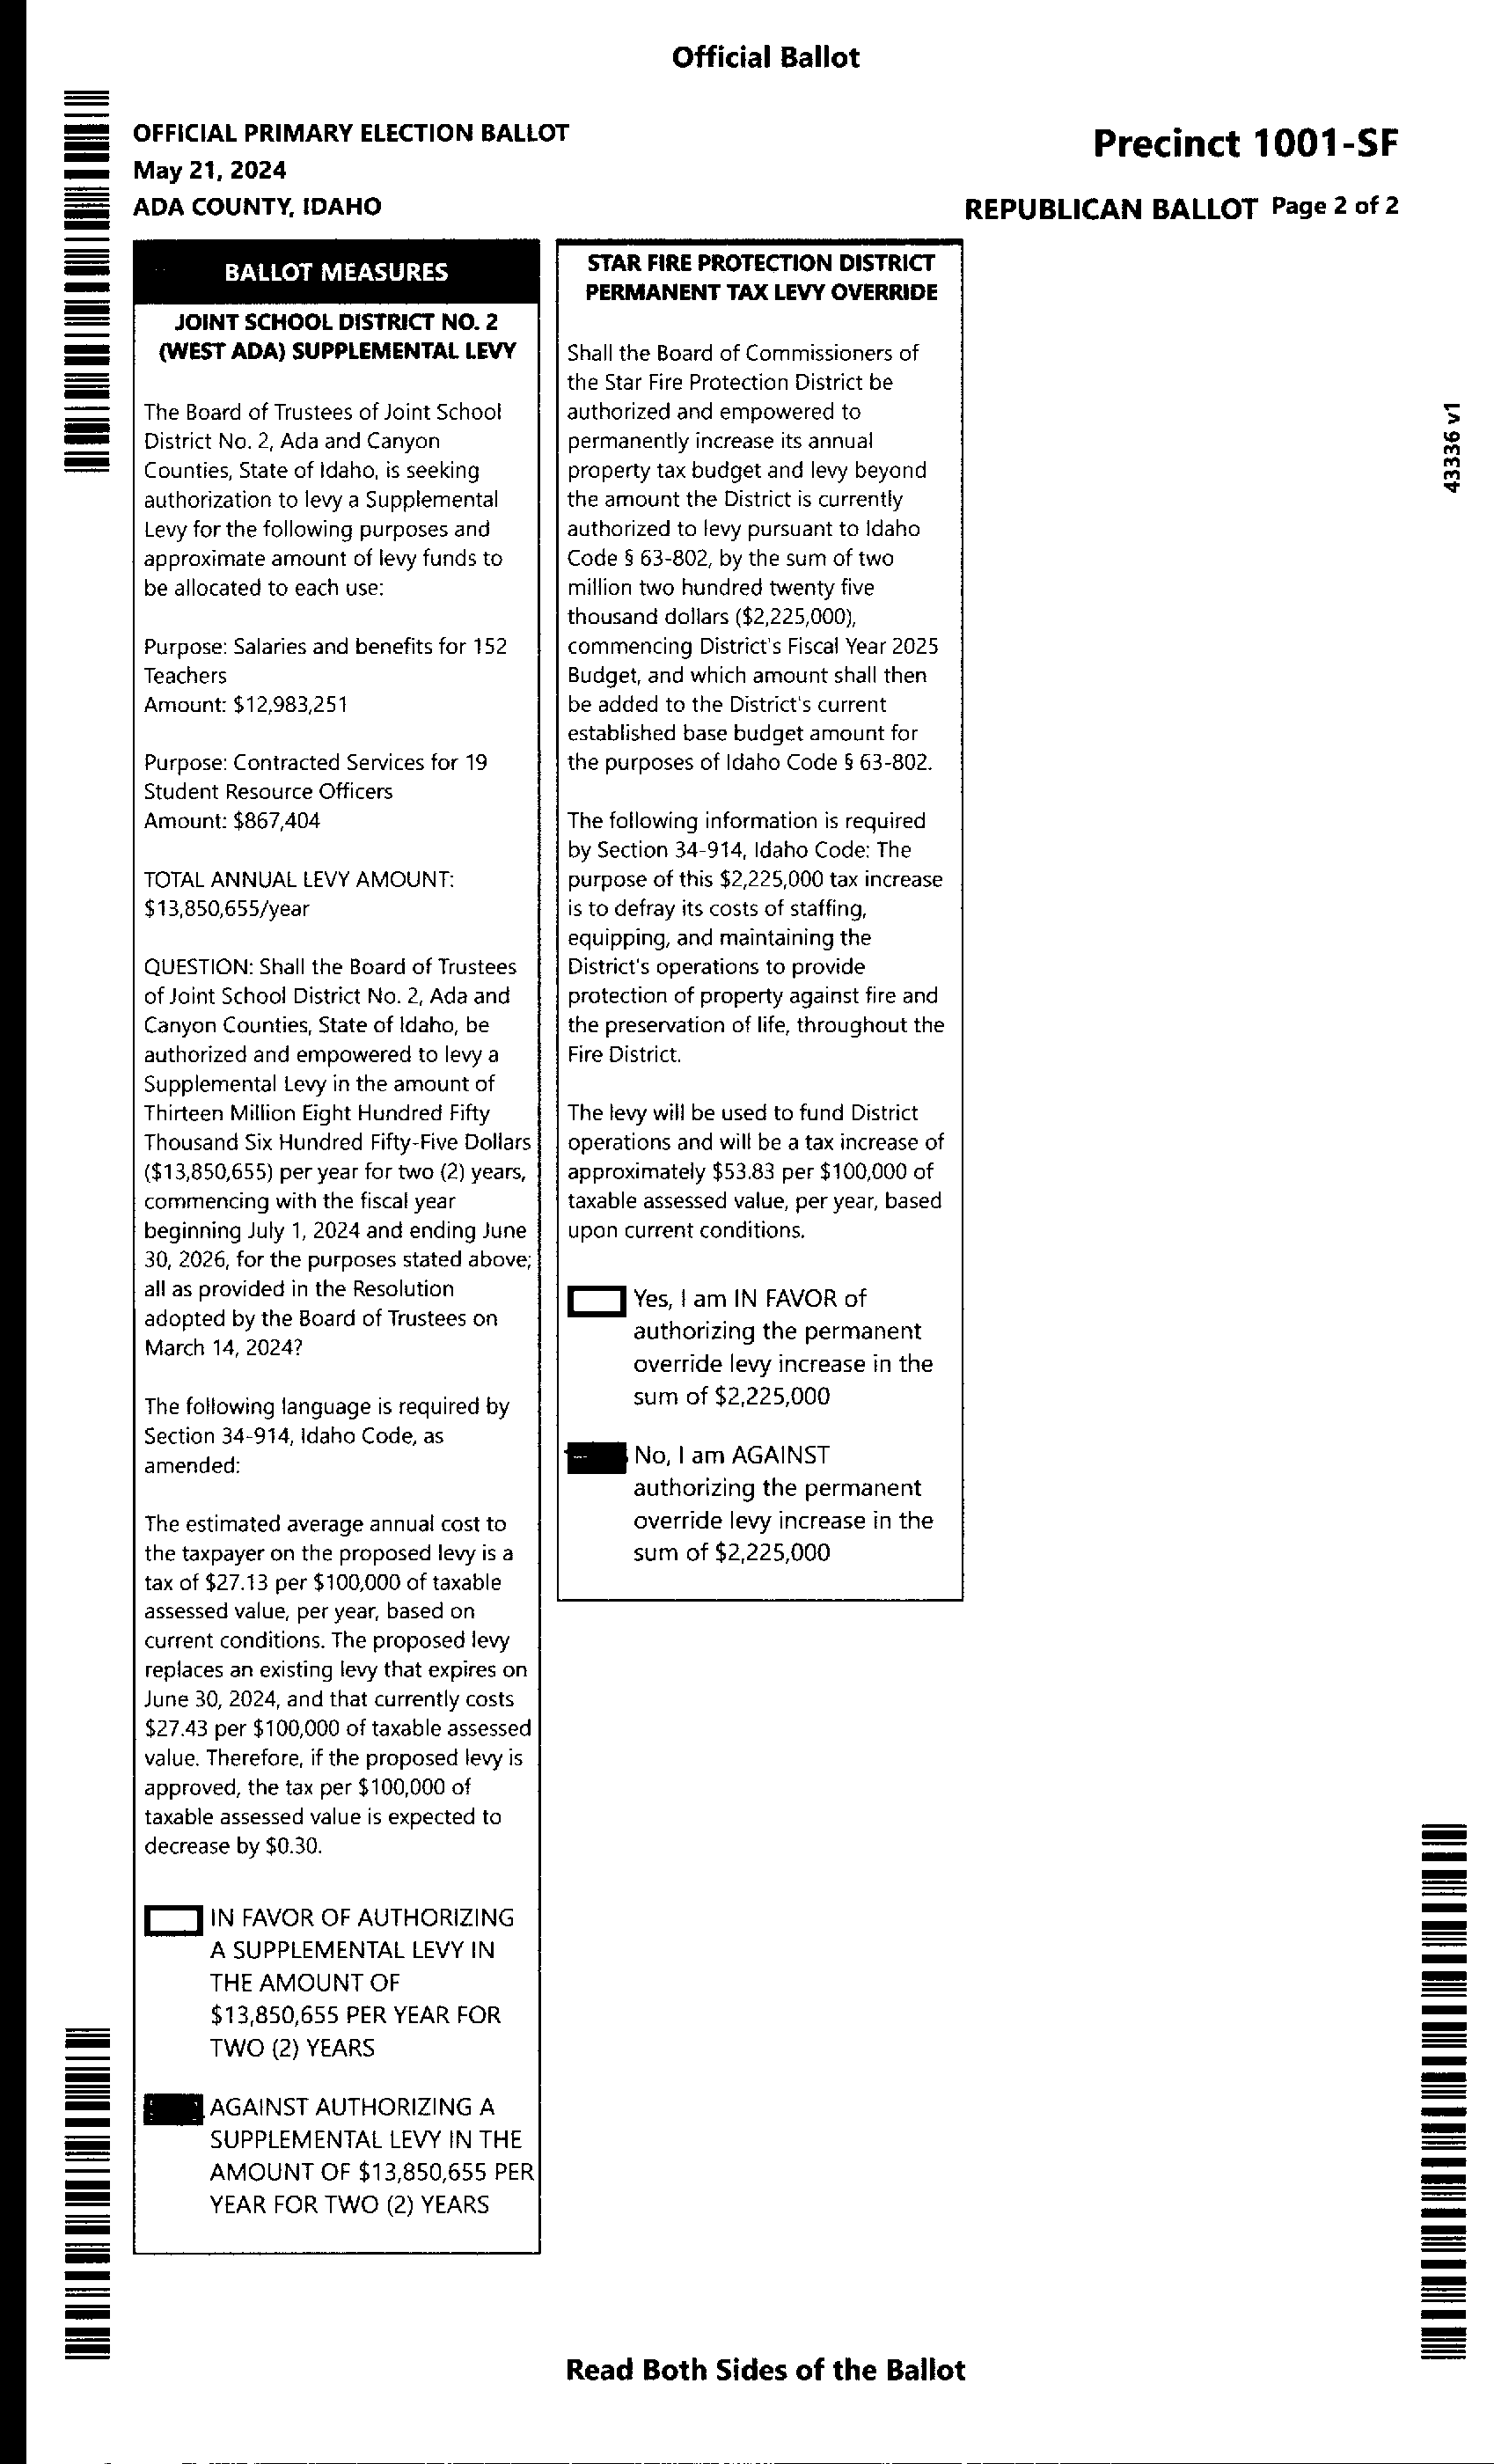 Official Ballot
OFFICIAL PRIMARY ELECTION BALLOT
May 21, 2024
ADA COUNTY, IDAHO
Precinct 1001-SF
REPUBLICAN BALLOT Page 2 of 2
BALLOT MEASURES
JOINT SCHOOL DISTRICT NO. 2
(WEST ADA) SUPPLEMENTAL LEVY
The Board of Trustees of Joint School
District No. 2, Ada and Canyon
Counties, State of Idaho, is seeking
authorization to levy a Supplemental
Levy for the following purposes and
approximate amount of levy funds to
be allocated to each use:
Purpose: Salaries and benefits for 152
Teachers
Amount: $12,983,251
Purpose: Contracted Services for 19
Student Resource Officers
Amount: $867,404
TOTAL ANNUAL LEVY AMOUNT:
$13,850,655/year
QUESTION: Shall the Board of Trustees
of Joint School District No. 2, Ada and
Canyon Counties, State of Idaho, be
authorized and empowered to levy a
Supplemental Levy in the amount of
Thirteen Million Eight Hundred Fifty
Thousand Six Hundred Fifty-Five Dollars
($13,850,655) per year for two (2) years,
commencing with the fiscal year
beginning July 1, 2024 and ending June
30, 2026, for the purposes stated above;
all as provided in the Resolution
adopted by the Board of Trustees on
March 14, 2024?
The following language is required by
Section 34-914, Idaho Code, as
amended:
The estimated average annual cost to
the taxpayer on the proposed levy is a
tax of $27.13 per $100,000 of taxable
assessed value, per year, based on
current conditions. The proposed levy
replaces an existing levy that expires on
June 30, 2024, and that currently costs
$27.43 per $100,000 of taxable assessed
value. Therefore, if the proposed levy is
approved, the tax per $100,000 of
taxable assessed value is expected to
decrease by $0.30.
IN FAVOR OF AUTHORIZING
A SUPPLEMENTAL LEVY IN
THE AMOUNT OF
$13,850,655 PER YEAR FOR
TWO (2) YEARS
AGAINST AUTHORIZING A
SUPPLEMENTAL LEVY IN THE
AMOUNT OF $13,850,655 PER
YEAR FOR TWO (2) YEARS
STAR FIRE PROTECTION DISTRICT
PERMANENT TAX LEVY OVERRIDE
Shall the Board of Commissioners of
the Star Fire Protection District be
authorized and empowered to
permanently increase its annual
property tax budget and levy beyond
the amount the District is currently
authorized to levy pursuant to Idaho
Code § 63-802, by the sum of two
million two hundred twenty five
thousand dollars ($2,225,000),
commencing District's Fiscal Year 2025
Budget, and which amount shall then
be added to the District's current
established base budget amount for
the purposes of Idaho Code § 63-802.
The following information is required
by Section 34-914, Idaho Code: The
purpose of this $2,225,000 tax increase
is to defray its costs of staffing,
equipping, and maintaining the
District's operations to provide
protection of property against fire and
the preservation of life, throughout the
Fire District.
The levy will be used to fund District
operations and will be a tax increase of
approximately $53.83 per $100,000 of
taxable assessed value, per year, based
upon current conditions.
Yes, I am IN FAVOR of
authorizing the permanent
override levy increase in the
sum of $2,225,000
No, I am AGAINST
authorizing the permanent
override levy increase in the
sum of $2,225,000
43336 v1
Read Both Sides of the Ballot